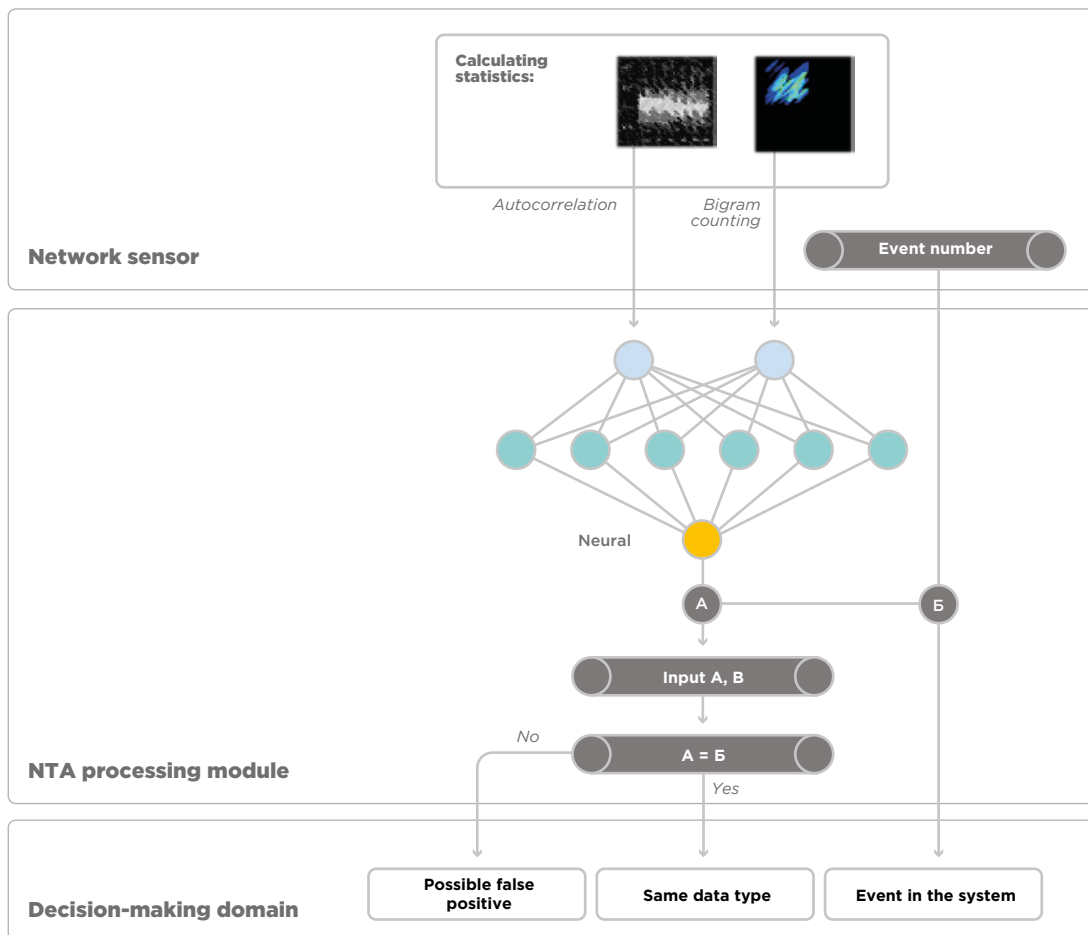 Calculating
statistics:
Autocorrelation
Bigram
counting
Network sensor
Event number
Neural
А
Б
Input A, B
No
А = Б
NTA processing module
Yes
Possible false
positive
Same data type
Event in the system
Decision-making domain